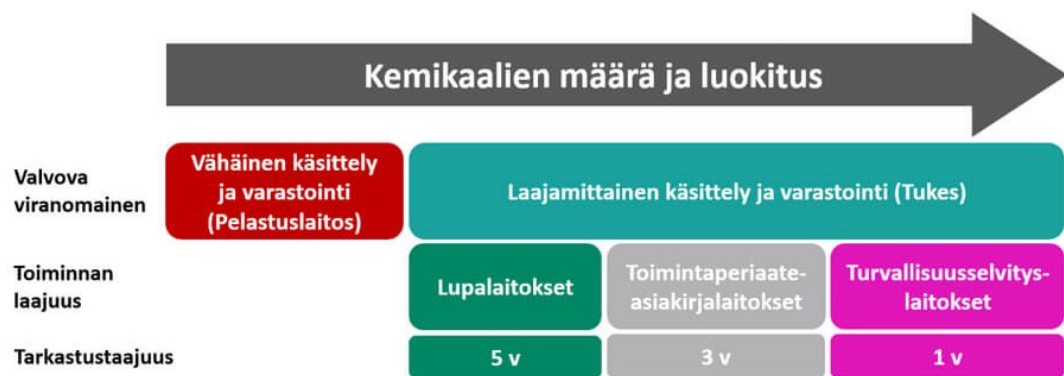 Kemikaalien määrä ja luokitus
Valvova
viranomainen
Vähäinen käsittely
ja varastointi
(Pelastuslaitos)
Laajamittainen käsittely ja varastointi (Tukes)
Toiminnan
laajuus
Lupalaitokset
Toimintaperiaate-
asiakirjalaitokset
Turvallisuusselvitys-
laitokset
Tarkastustaajuus
5 v
3 v
1 v